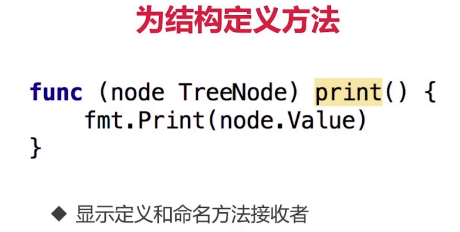 为结构定义方法
func (node TreeNode) print() {
    fmt.Print(node.Value)
}
◆ 显示定义和命名方法接收者